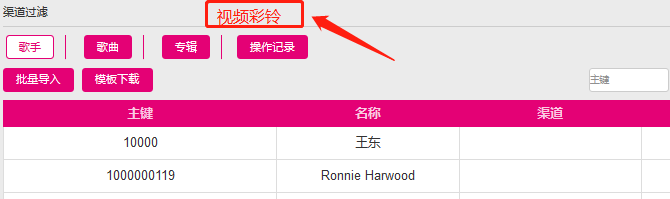 渠道过滤 视频彩铃
歌手 歌曲 专辑 操作记录
批量导入 模板下载 主键
主键 名称 渠道
10000 王东
1000000119 Ronnie Harwood